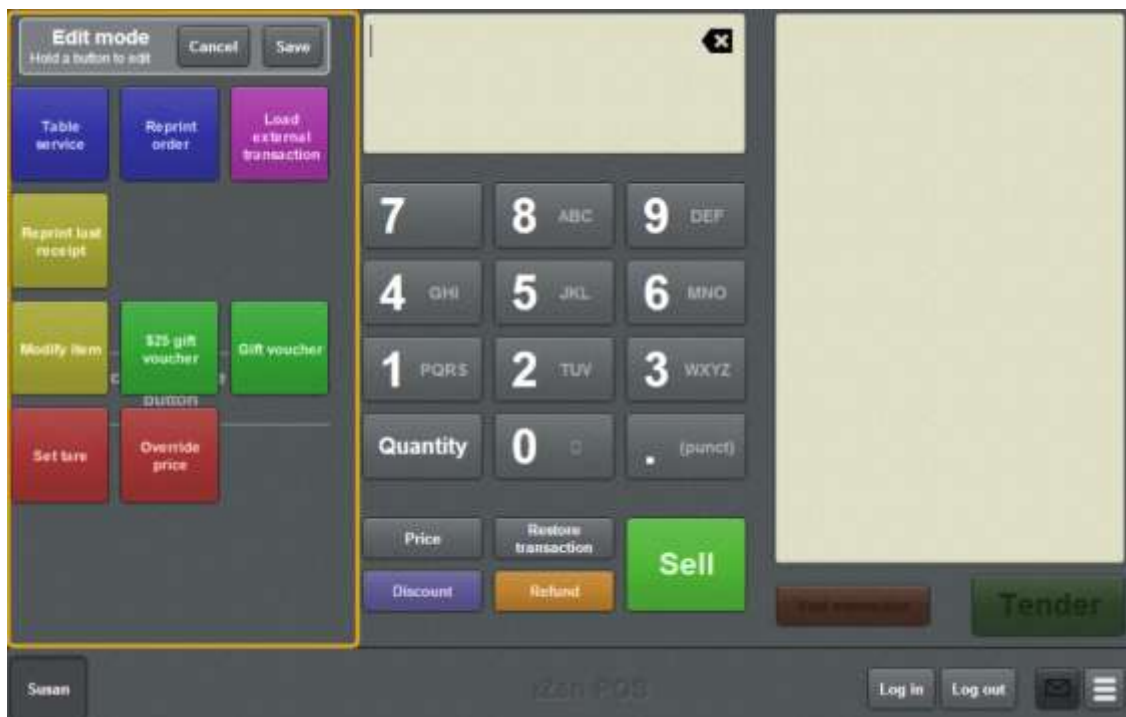 Edit mode
Hold a button to edit
Cancel
Save
Table
service
Reprint
order
Load
external
transaction
Reprint last
receipt
Modify item
$25 gift
voucher
Gift voucher
button
Set tare
Override
price
7
8 ABC
9 DEF
4 GHI
5 JKL
6 MNO
1 PQRS
2 TUV
3 WXYZ
Quantity
0
. (punct)
Price
Restore
transaction
Discount
Refund
Sell
Tender
Susan
Log in
Log out